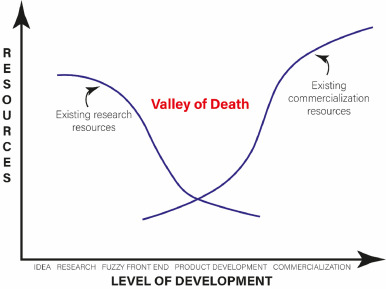 RESOURCES
Valley of Death
Existing research
resources
Existing
commercialization
resources
IDEA RESEARCH FUZZY FRONT END PRODUCT DEVELOPMENT COMMERCIALIZATION
LEVEL OF DEVELOPMENT